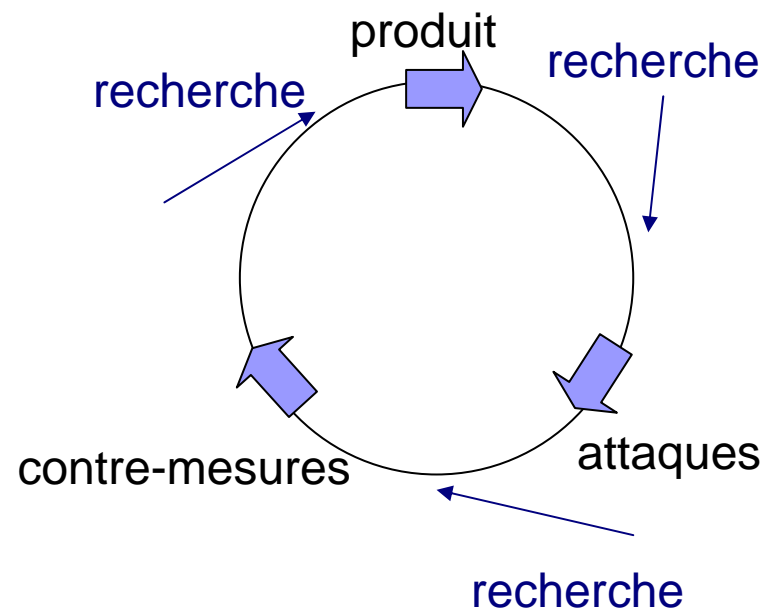 produit
recherche
recherche
attaques
contre-mesures
recherche